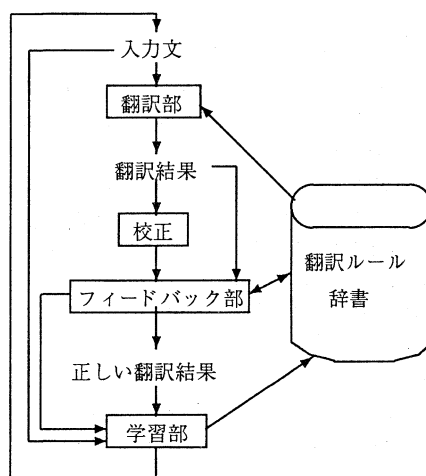 入力文
翻訳部
翻訳結果
校正
翻訳ルール
辞書
フィードバック部
正しい翻訳結果
学習部